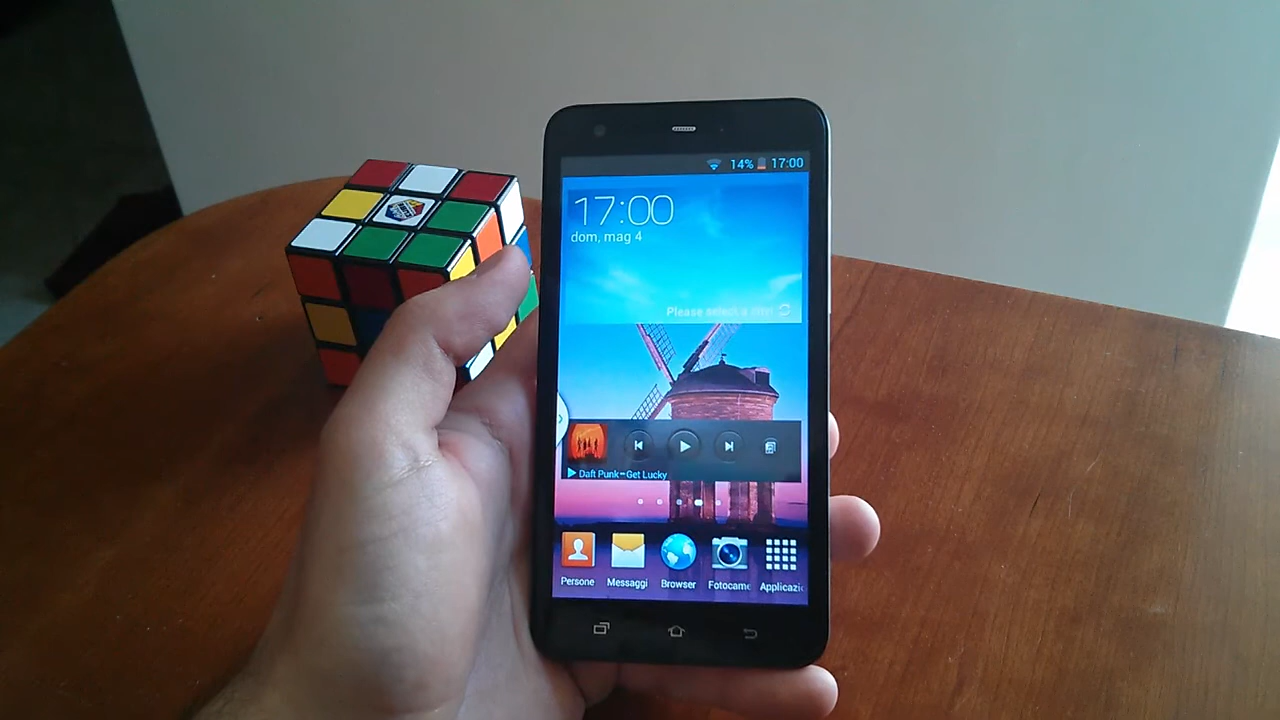 14% 17:00
17:00
dom, mag 4
Please select a city!
Daft Punk-Get Lucky
Persone Messaggi Browser Fotocame Applicazi